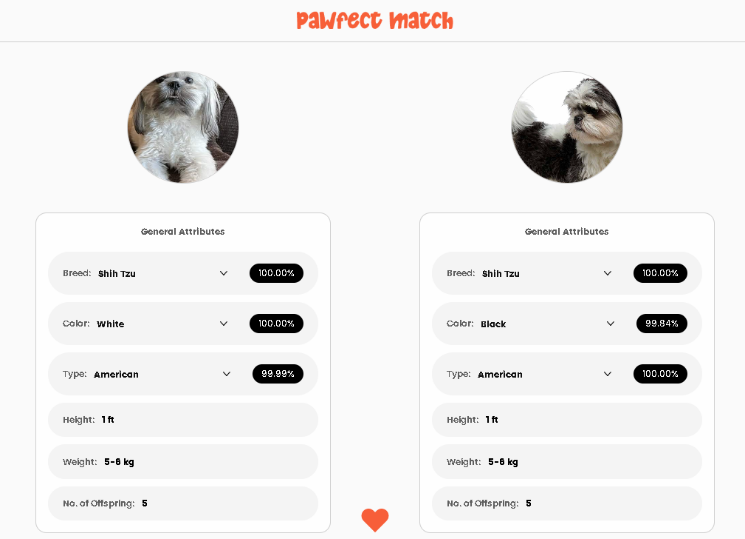 Pawfect Match
General Attributes
Breed: Shih Tzu 100.00%
Color: White 100.00%
Type: American 99.99%
Height: 1 ft
Weight: 5-6 kg
No. of Offspring: 5
General Attributes
Breed: Shih Tzu 100.00%
Color: Black 99.84%
Type: American 100.00%
Height: 1 ft
Weight: 5-6 kg
No. of Offspring: 5